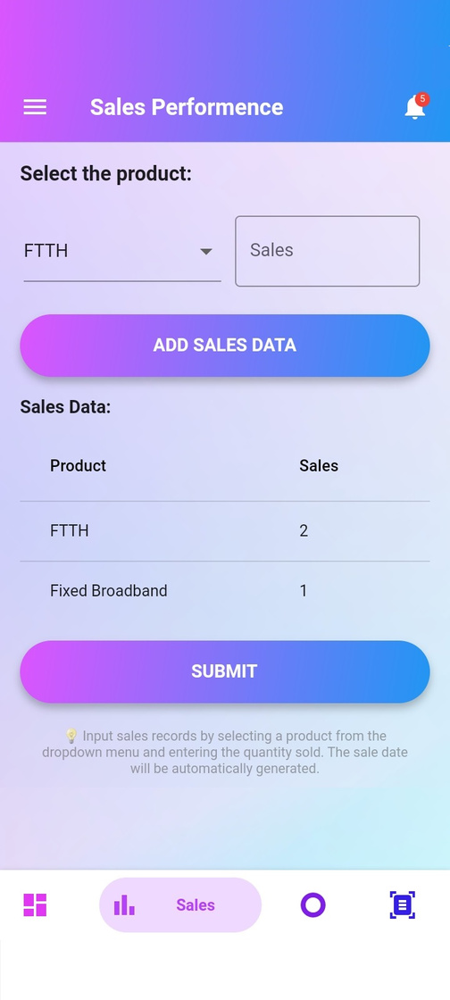 Sales Performence
5
Select the product:
FTTH
Sales
ADD SALES DATA
Sales Data:
Product Sales
FTTH 2
Fixed Broadband 1
SUBMIT
💡 Input sales records by selecting a product from the
dropdown menu and entering the quantity sold. The sale date
will be automatically generated.
Sales